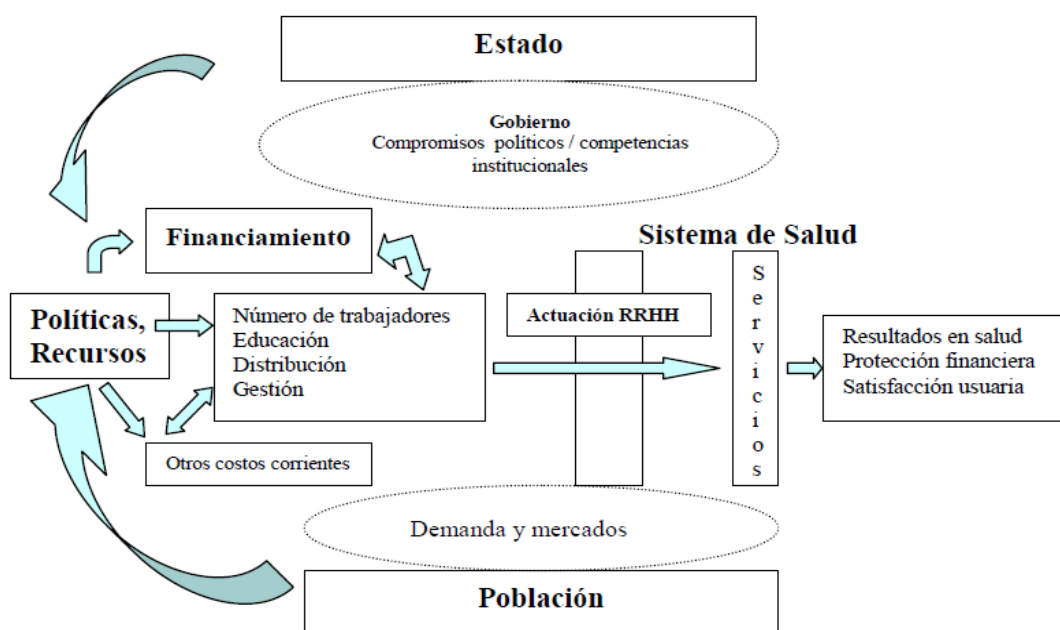 Estado
Gobierno
Compromisos políticos / competencias
institucionales
Financiamiento
Sistema de Salud
Políticas,
Recursos
Número de trabajadores
Educación
Distribución
Gestión
Actuación RRHH
Servicios
Resultados en salud
Protección financiera
Satisfacción usuaria
Otros costos corrientes
Demanda y mercados
Población